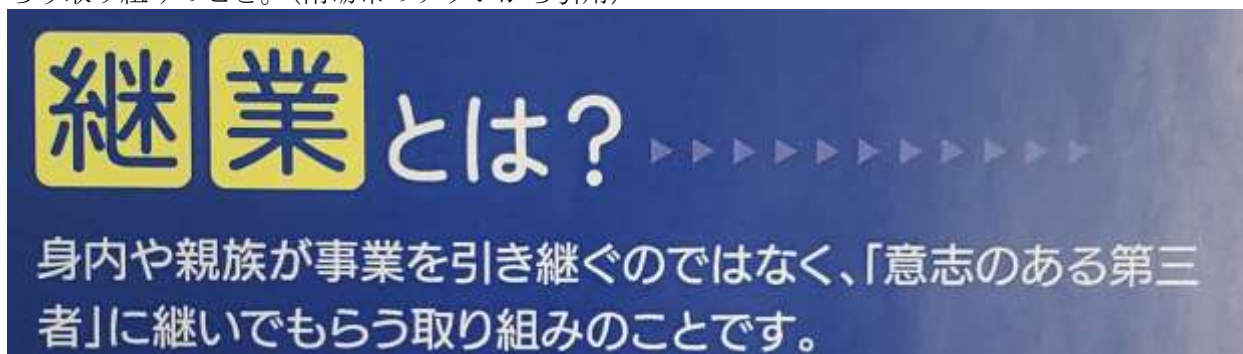 継業とは?
身内や親族が事業を引き継ぐのではなく、「意志のある第三
者」に継いでもらう取り組みのことです。